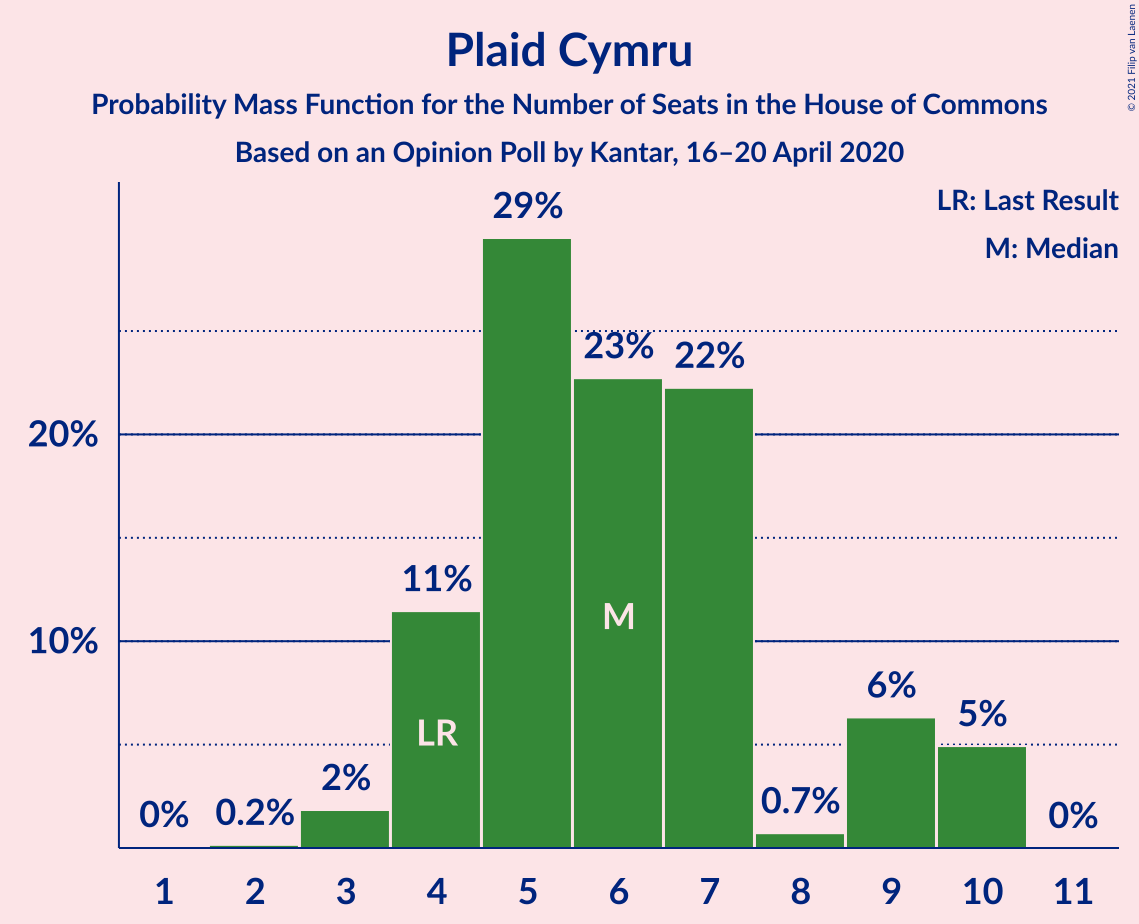 Plaid Cymru
Probability Mass Function for the Number of Seats in the House of Commons
Based on an Opinion Poll by Kantar, 16–20 April 2020
© 2021 Filip van Laenen
LR: Last Result
M: Median
20%
10%
0%
0.2%
2%
11%
29%
23%
22%
0.7%
6%
5%
0%
LR
M
1 2 3 4 5 6 7 8 9 10 11